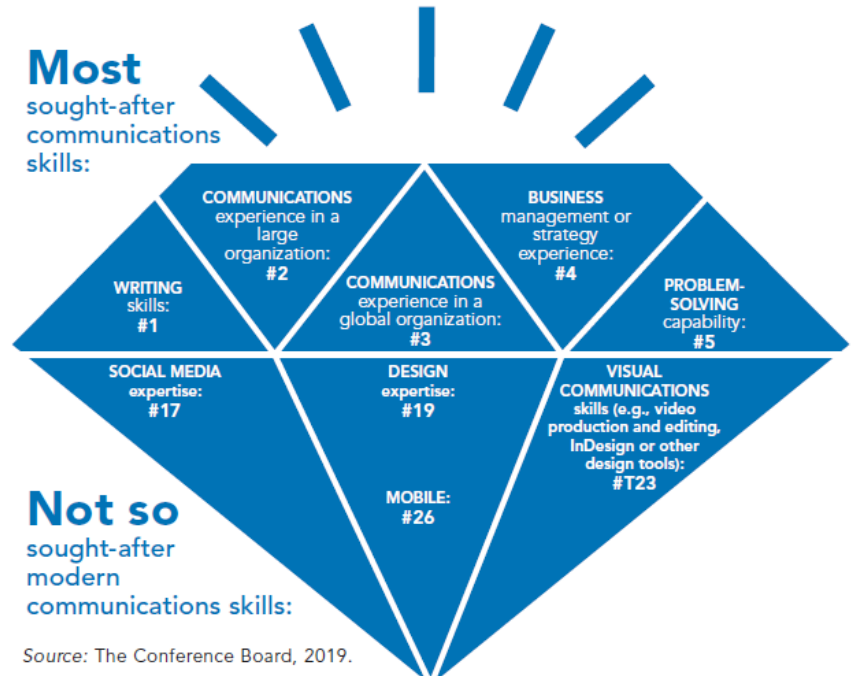 Most
sought-after
communications
skills:
COMMUNICATIONS
experience in a
large
organization:
#2
BUSINESS
management or
strategy
experience:
#4
WRITING
skills:
#1
COMMUNICATIONS
experience in a
global organization:
#3
PROBLEM-
SOLVING
capability:
#5
SOCIAL MEDIA
expertise:
#17
DESIGN
expertise:
#19
VISUAL
COMMUNICATIONS
skills (e.g., video
production and editing,
InDesign or other
design tools):
#T23
MOBILE:
#26
Not so
sought-after
modern
communications skills:
Source: The Conference Board, 2019.